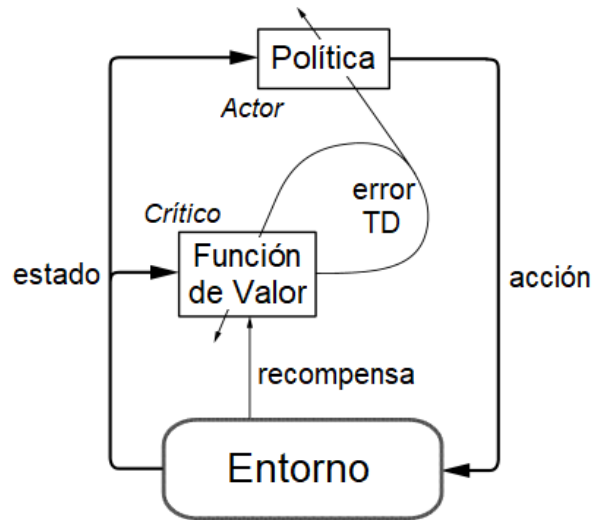 Política
Actor
error
TD
Crítico
Función
de Valor
estado
acción
recompensa
Entorno